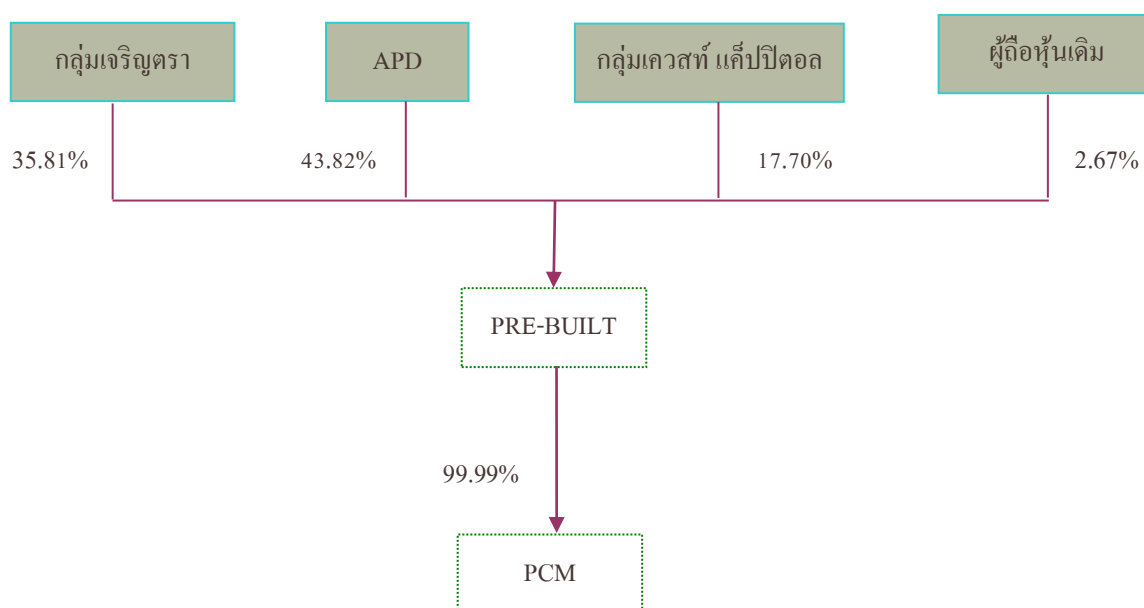 กลุ่มเจริญตรา
APD
กลุ่มเควสท์ แค็ปปิตอล
ผู้ถือหุ้นเดิม
35.81%
43.82%
17.70%
2.67%
PRE-BUILT
99.99%
PCM